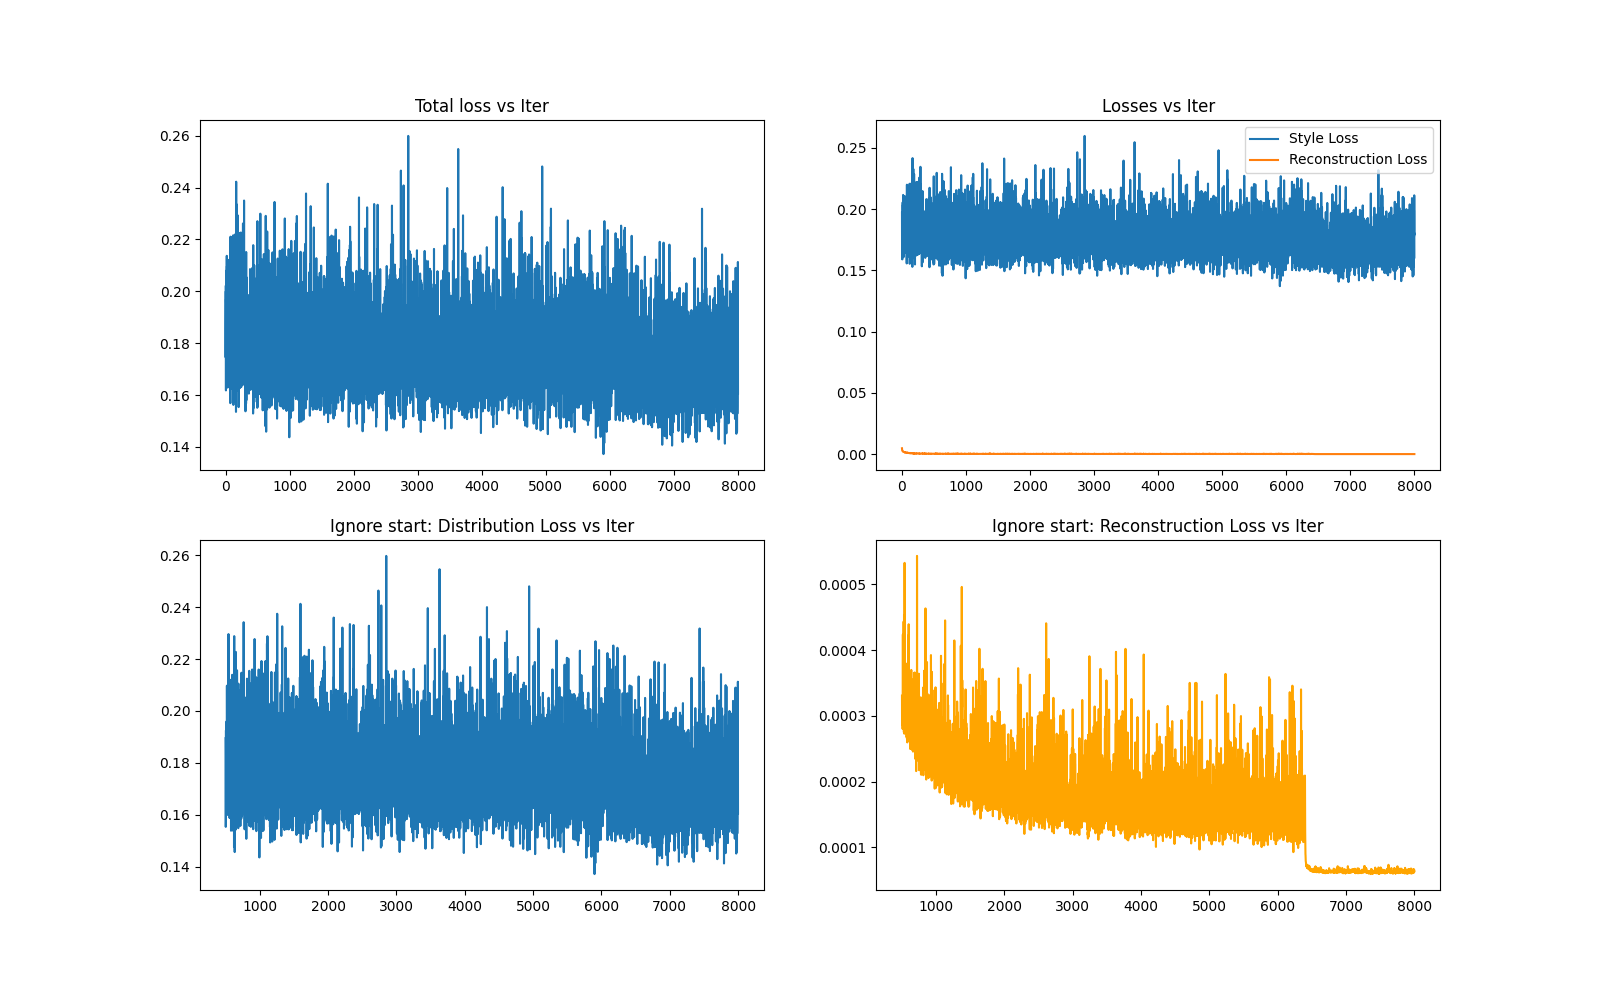 Total loss vs Iter
0.26
0.24
0.22
0.20
0.18
0.16
0.14
0 1000 2000 3000 4000 5000 6000 7000 8000
Losses vs Iter
Style Loss
Reconstruction Loss
0.25
0.20
0.15
0.10
0.05
0.00
0 1000 2000 3000 4000 5000 6000 7000 8000
Ignore start: Distribution Loss vs Iter
0.26
0.24
0.22
0.20
0.18
0.16
0.14
1000 2000 3000 4000 5000 6000 7000 8000
Ignore start: Reconstruction Loss vs Iter
0.0005
0.0004
0.0003
0.0002
0.0001
1000 2000 3000 4000 5000 6000 7000 8000